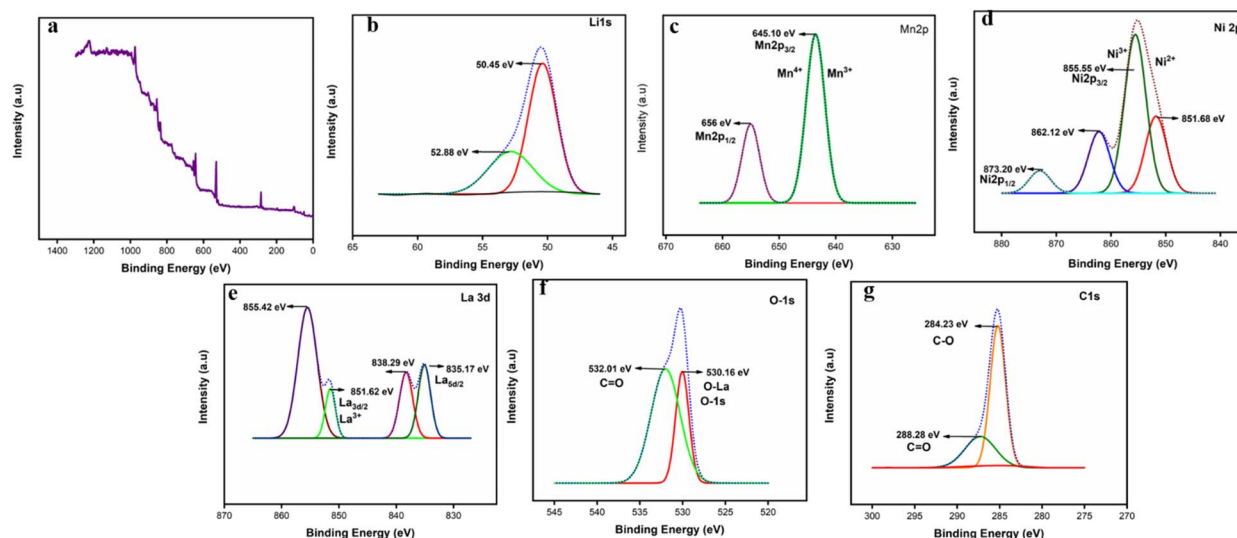 a
Intensity (a.u)
1400 1200 1000 800 600 400 200 0
Binding Energy (eV)
b
Li1s
50.45 eV
52.88 eV
Intensity (a.u)
65 60 55 50 45
Binding Energy (eV)
c
Mn2p
645.10 eV
Mn2p3/2
Mn4+ Mn3+
656 eV
Mn2p1/2
Intensity (a.u)
670 660 650 640 630
Binding Energy (eV)
d
Ni 2p
Ni3+
Ni2+
855.55 eV
Ni2p3/2
851.68 eV
862.12 eV
873.20 eV
Ni2p1/2
Intensity (a.u)
880 870 860 850 840
Binding Energy (eV)
e
La 3d
855.42 eV
838.29 eV
835.17 eV
La5d/2
851.62 eV
La3d/2
La3+
Intensity (a.u)
870 860 850 840 830
Binding Energy (eV)
f
O-1s
532.01 eV
C=O
530.16 eV
O-La
O-1s
Intensity (a.u)
545 540 535 530 525 520
Binding Energy (eV)
g
C1s
284.23 eV
C-O
288.28 eV
C=O
Intensity (a.u)
300 295 290 285 280 275 270
Binding Energy (eV)